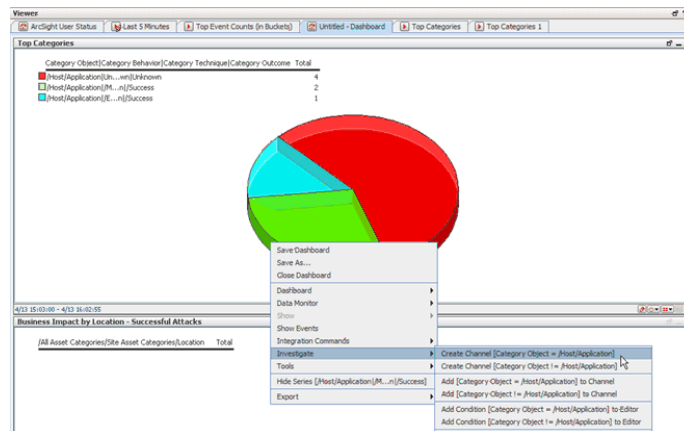 Viewer
ArcSight User Status Last 5 Minutes Top Event Counts (in Buckets) Untitled - Dashboard Top Categories Top Categories 1
Top Categories
Category Object|Category Behavior|Category Technique|Category Outcome Total
/Host/Application|Un...wn|Unknown 4
/Host/Application|/M...n|/Success 2
/Host/Application|/E...n|/Success 1
Save Dashboard
Save As...
Close Dashboard
Dashboard
Data Monitor
Show
Show Events
Integration Commands
Investigate
Tools
Hide Series [/Host/Application|/M...n|/Success]
Export
Create Channel [Category Object = /Host/Application]
Create Channel [Category Object != /Host/Application]
Add [Category Object = /Host/Application] to Channel
Add [Category Object != /Host/Application] to Channel
Add Condition [Category Object = /Host/Application] to Editor
Add Condition [Category Object != /Host/Application] to Editor
4/13 15:03:00 - 4/13 16:02:55
Business Impact by Location - Successful Attacks
/All Asset Categories/Site Asset Categories/Location Total